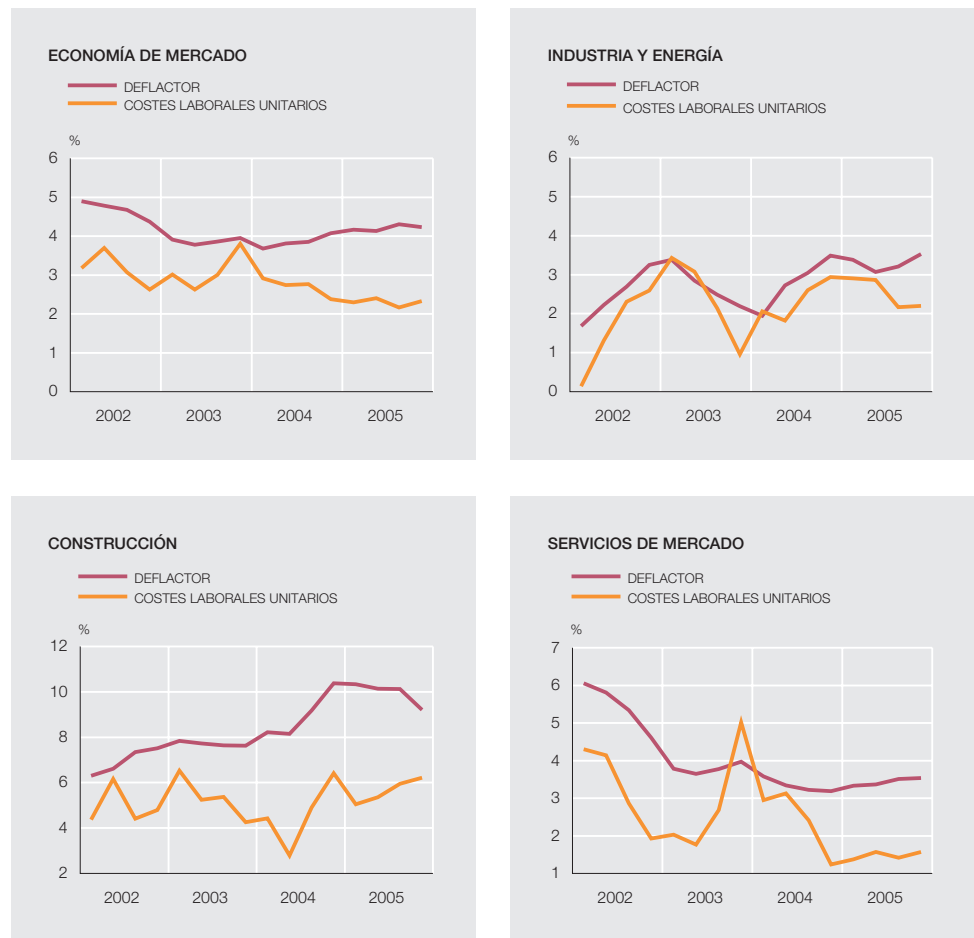 ECONOMÍA DE MERCADO
DEFLACTOR
COSTES LABORALES UNITARIOS
%
6
5
4
3
2
1
0
2002 2003 2004 2005
INDUSTRIA Y ENERGÍA
DEFLACTOR
COSTES LABORALES UNITARIOS
%
6
5
4
3
2
1
0
2002 2003 2004 2005
CONSTRUCCIÓN
DEFLACTOR
COSTES LABORALES UNITARIOS
%
12
10
8
6
4
2
2002 2003 2004 2005
SERVICIOS DE MERCADO
DEFLACTOR
COSTES LABORALES UNITARIOS
%
7
6
5
4
3
2
1
2002 2003 2004 2005